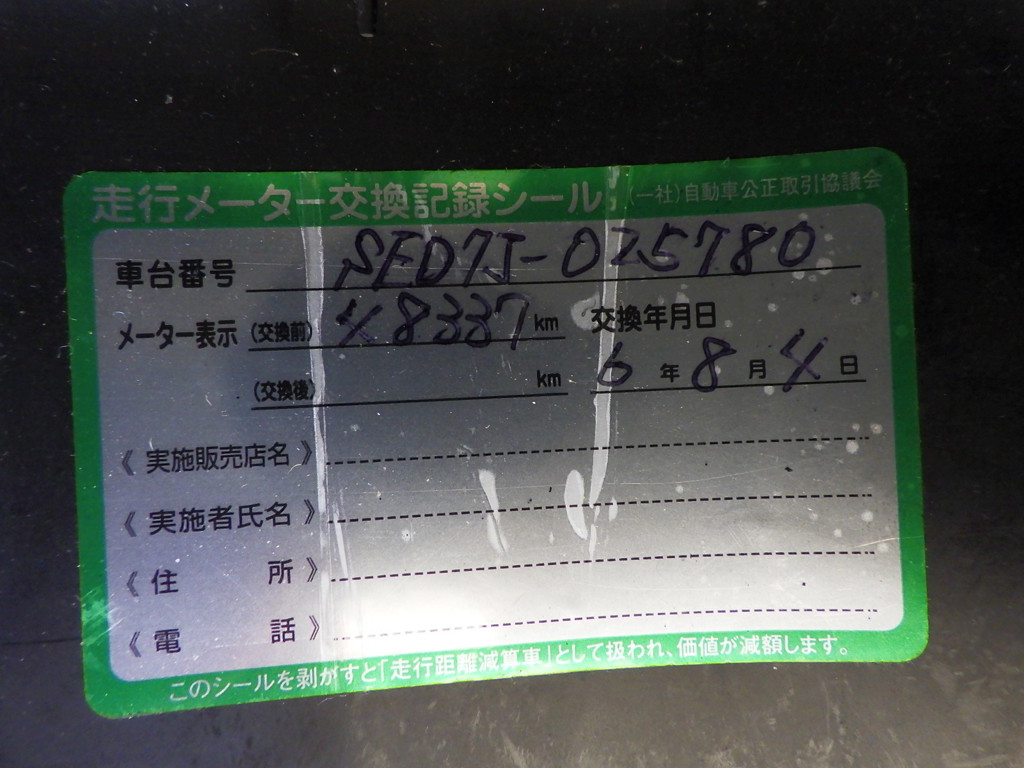 走行メーター交換記録シール (一社)自動車公正取引協議会
車台番号 SED7J-025780
メーター表示 (交換前) 48337 km 交換年月日
(交換後) km 6 年 8 月 4 日
《 実施販売店名 》
《 実施者氏名 》
《 住 所 》
《 電 話 》
このシールを剥がすと「走行距離減算車」として扱われ、価値が減額します。